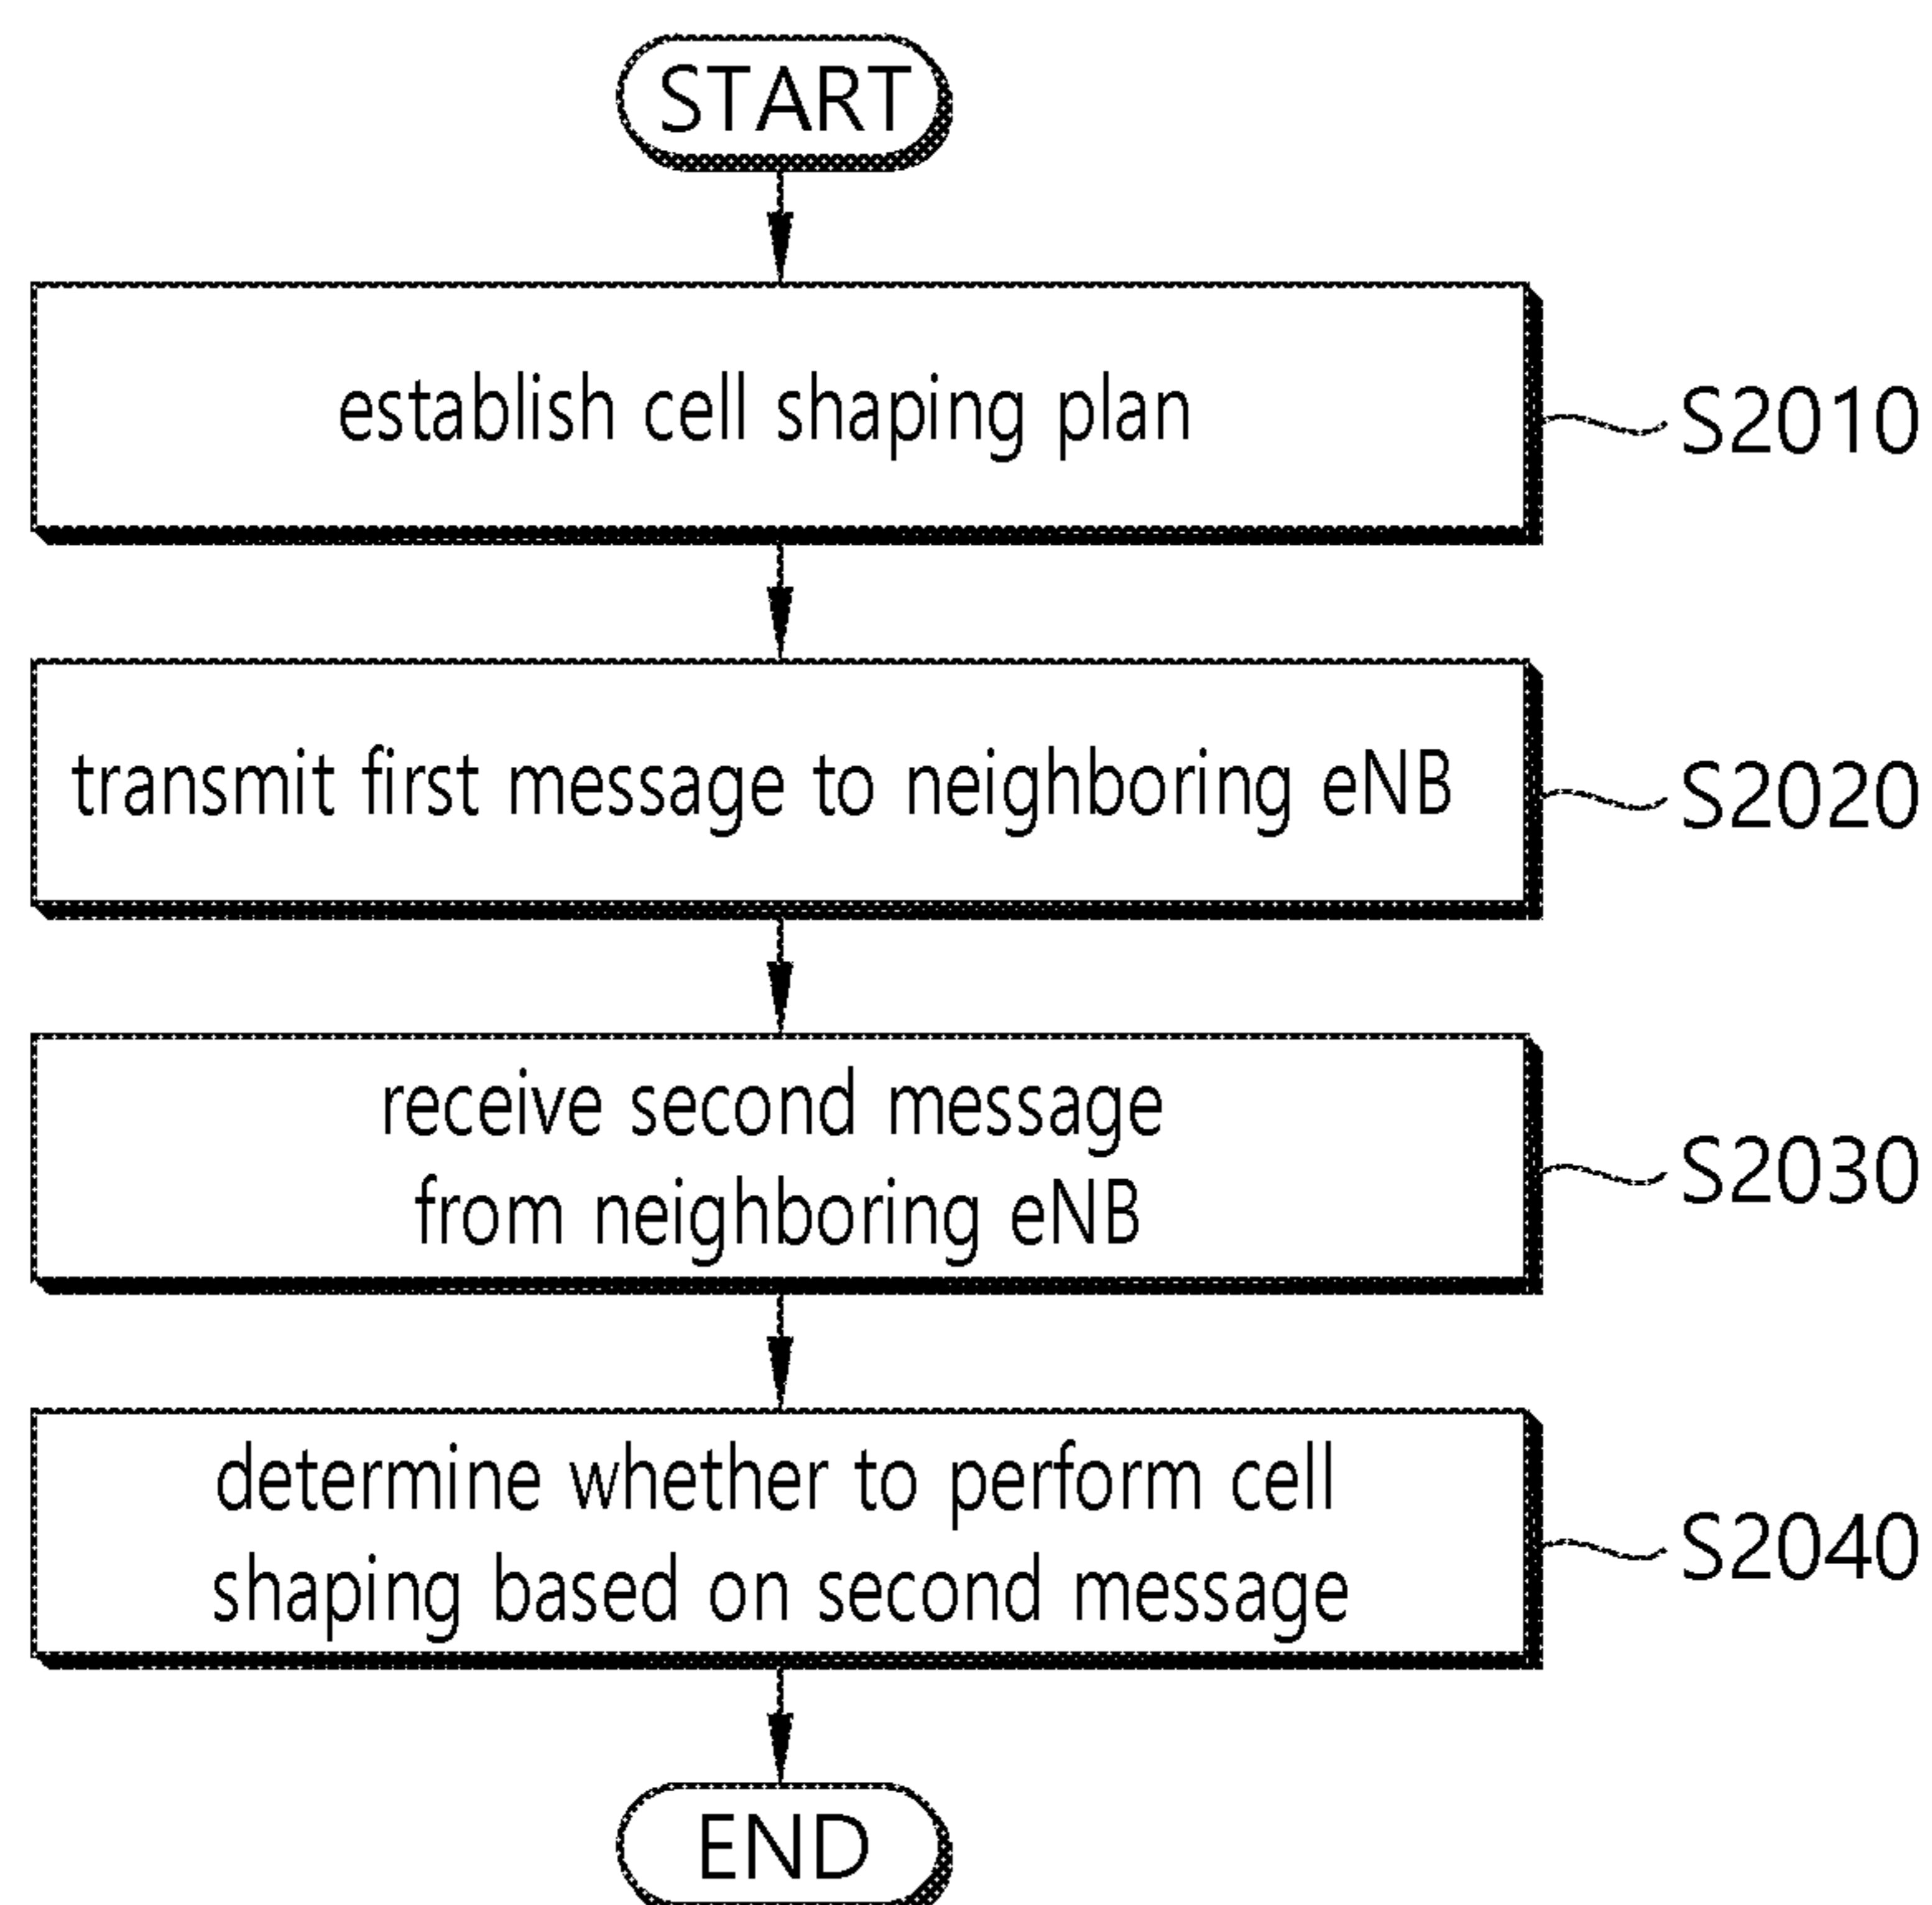 START
establish cell shaping plan
S2010
transmit first message to neighboring eNB
S2020
receive second message
from neighboring eNB
S2030
determine whether to perform cell
shaping based on second message
S2040
END